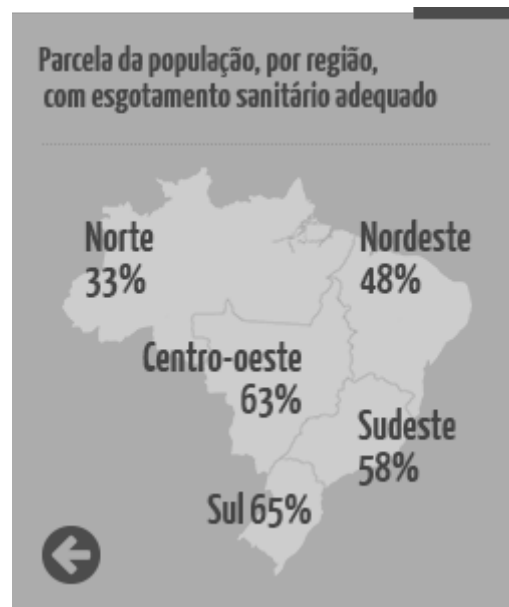 Parcela da população, por região,
com esgotamento sanitário adequado
Norte
33%
Nordeste
48%
Centro-oeste
63%
Sudeste
58%
Sul 65%